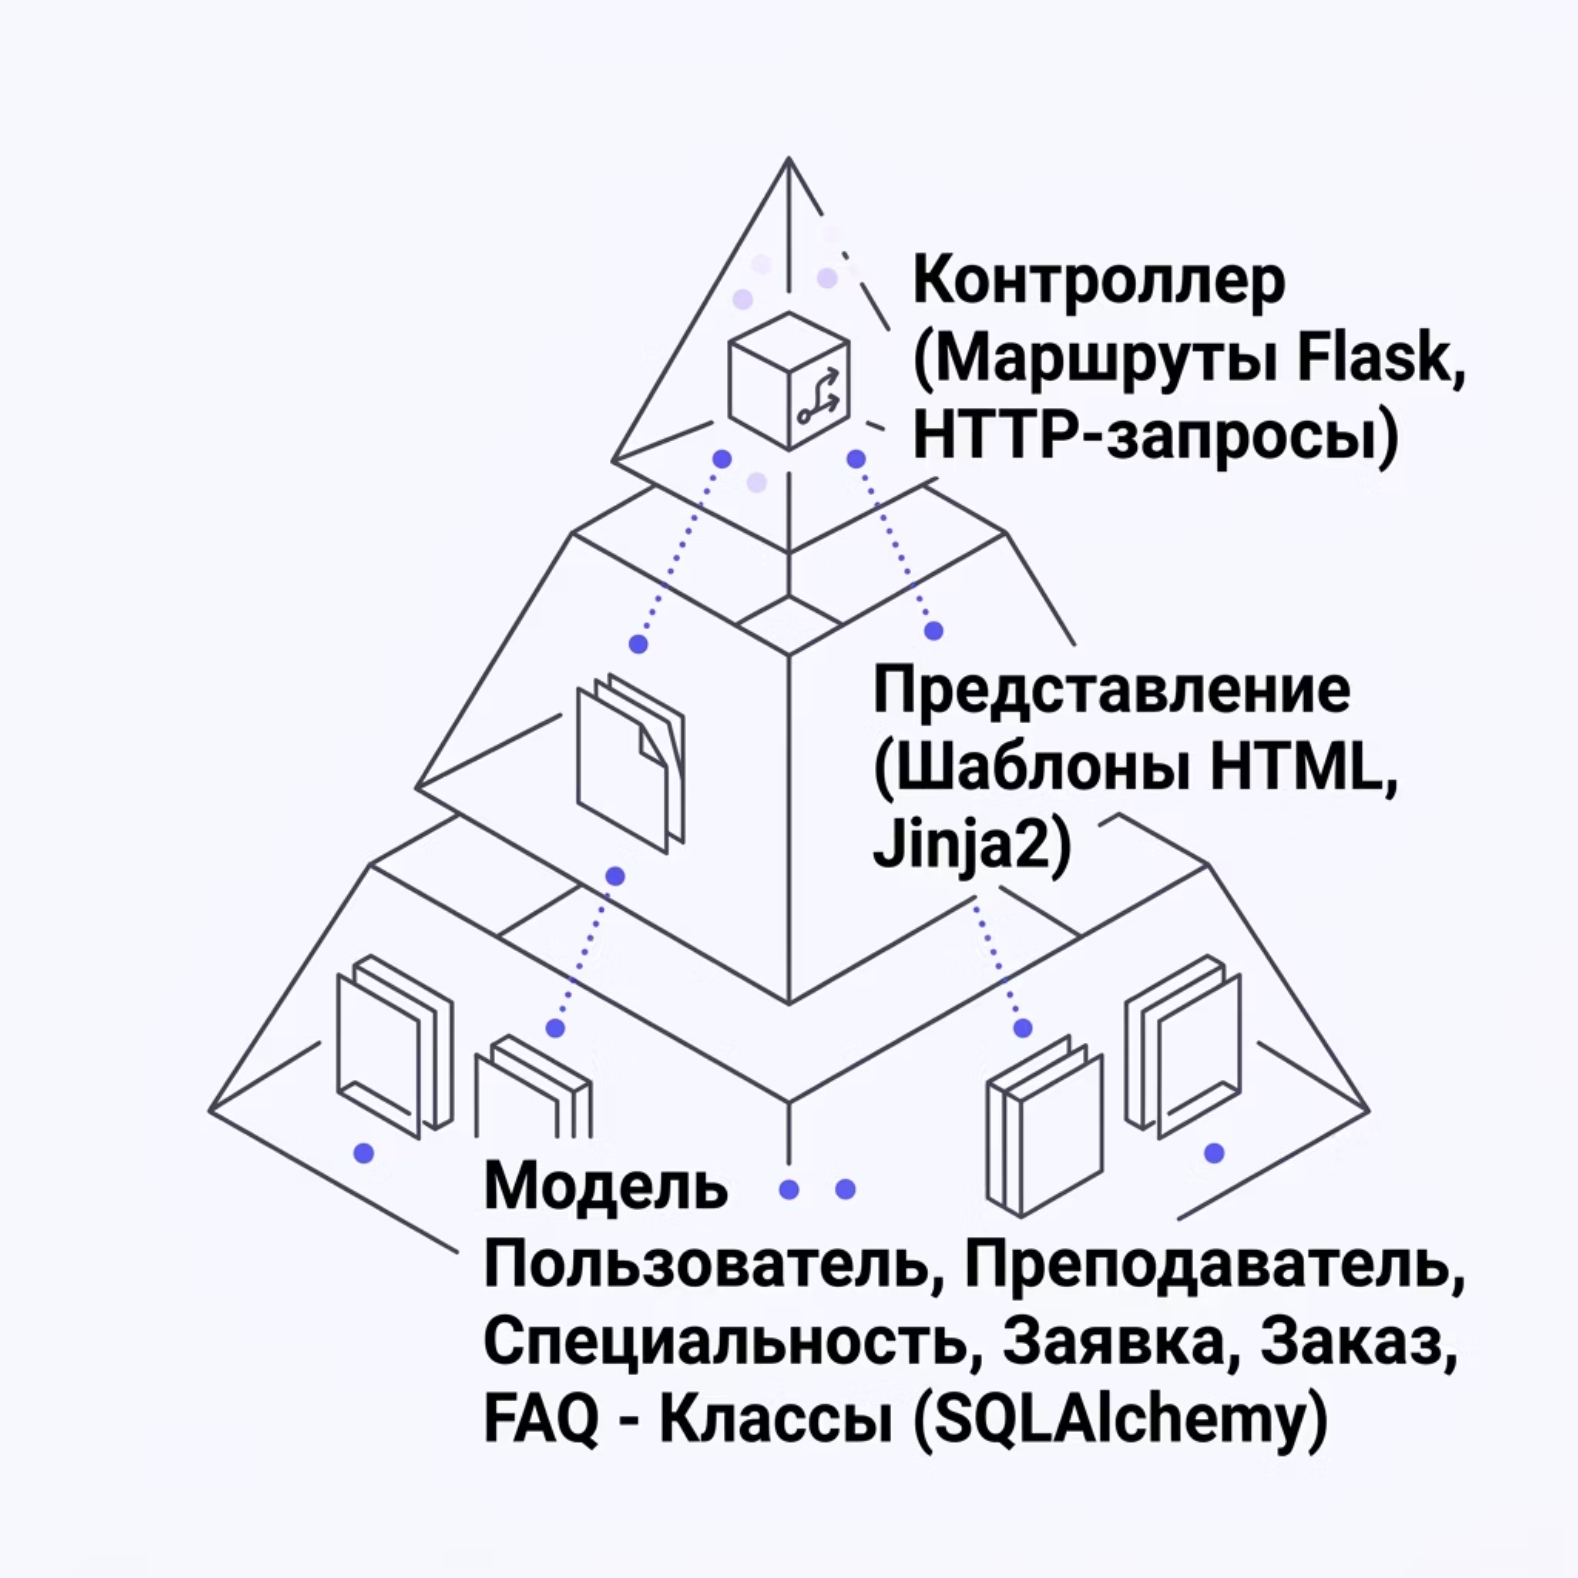 Контроллер
(Маршруты Flask,
HTTP-запросы)
Представление
(Шаблоны HTML,
Jinja2)
Модель
Пользователь, Преподаватель,
Специальность, Заявка, Заказ,
FAQ - Классы (SQLAlchemy)